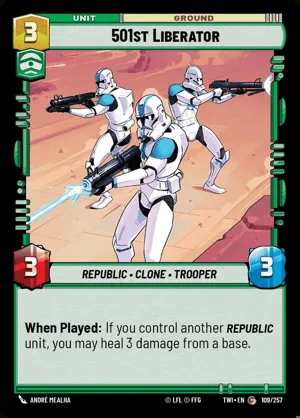 UNIT GROUND
3 501ST LIBERATOR
3 REPUBLIC • CLONE • TROOPER 3
When Played: If you control another REPUBLIC
unit, you may heal 3 damage from a base.
ANDRÉ MEALHA © LFL © FFG TWI • EN C 109/257